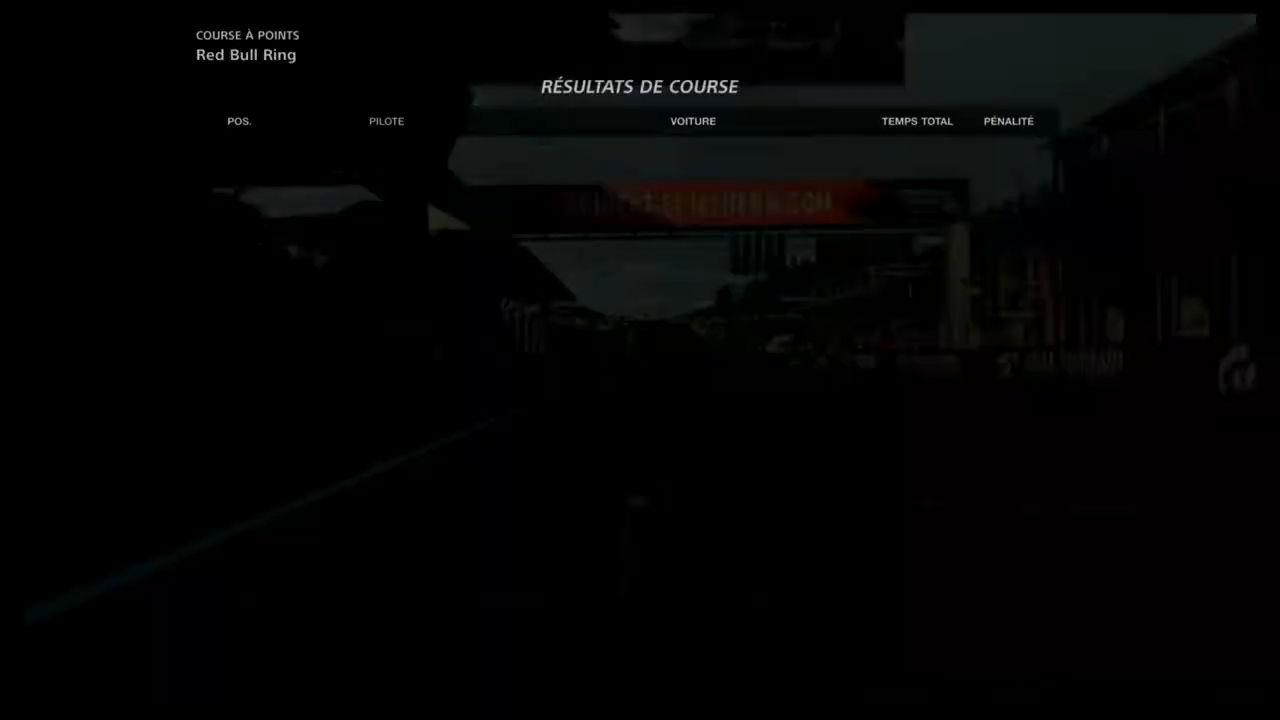 COURSE À POINTS
Red Bull Ring
RÉSULTATS DE COURSE
POS. PILOTE VOITURE TEMPS TOTAL PÉNALITÉ